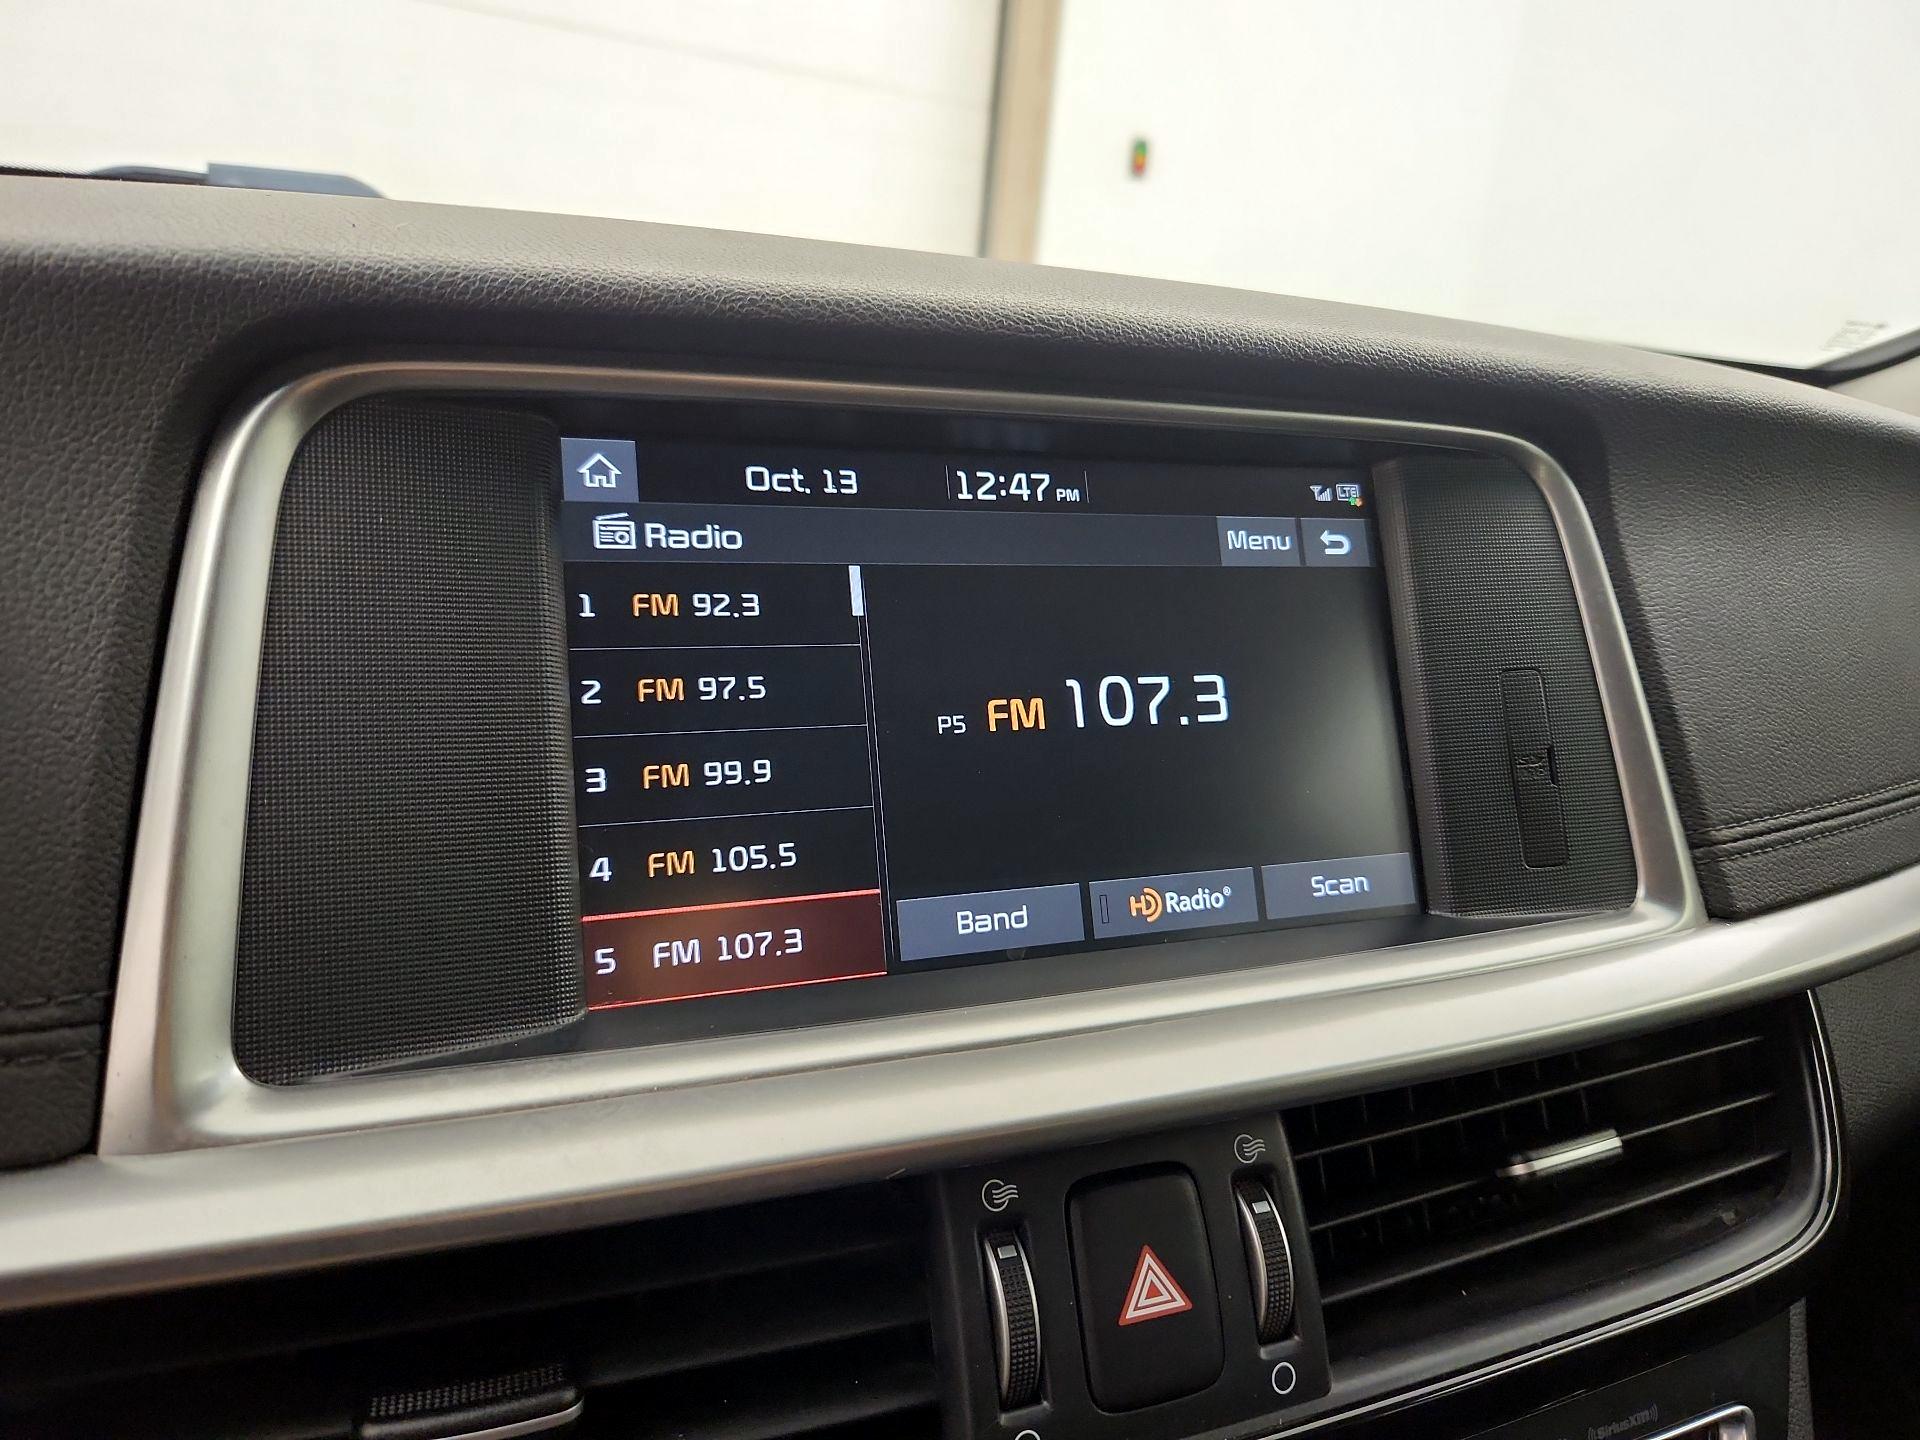 Oct. 13 12:47 PM LTE
Radio Menu
1 FM 92.3
2 FM 97.5
3 FM 99.9
4 FM 105.5
5 FM 107.3
P5 FM 107.3
Band HD Radio® Scan
SiriusXM